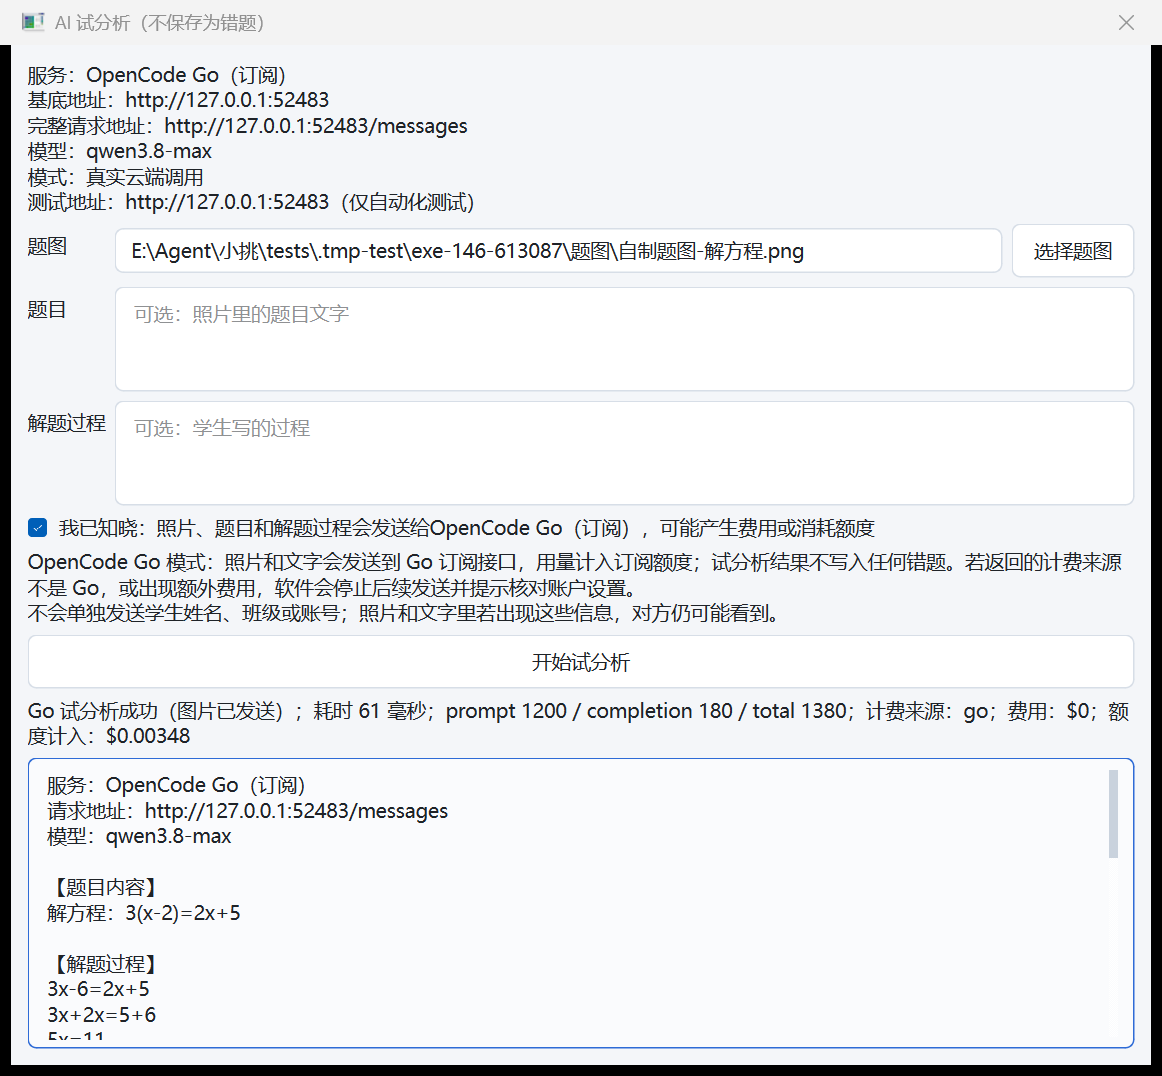 AI 试分析（不保存为错题）
服务：OpenCode Go（订阅）
基底地址：http://127.0.0.1:52483
完整请求地址：http://127.0.0.1:52483/messages
模型：qwen3.8-max
模式：真实云端调用
测试地址：http://127.0.0.1:52483（仅自动化测试）
题图
E:\Agent\小挑\tests\.tmp-test\exe-146-613087\题图\自制题图-解方程.png
选择题图
题目
可选：照片里的题目文字
解题过程
可选：学生写的过程
我已知晓：照片、题目和解题过程会发送给OpenCode Go（订阅），可能产生费用或消耗额度
OpenCode Go 模式：照片和文字会发送到 Go 订阅接口，用量计入订阅额度；试分析结果不写入任何错题。若返回的计费来源
不是 Go，或出现额外费用，软件会停止后续发送并提示核对账户设置。
不会单独发送学生姓名、班级或账号；照片和文字里若出现这些信息，对方仍可能看到。
开始试分析
Go 试分析成功（图片已发送）；耗时 61 毫秒；prompt 1200 / completion 180 / total 1380；计费来源：go；费用：$0；额
度计入：$0.00348
服务：OpenCode Go（订阅）
请求地址：http://127.0.0.1:52483/messages
模型：qwen3.8-max
【题目内容】
解方程：3(x-2)=2x+5
【解题过程】
3x-6=2x+5
3x+2x=5+6
5x=11